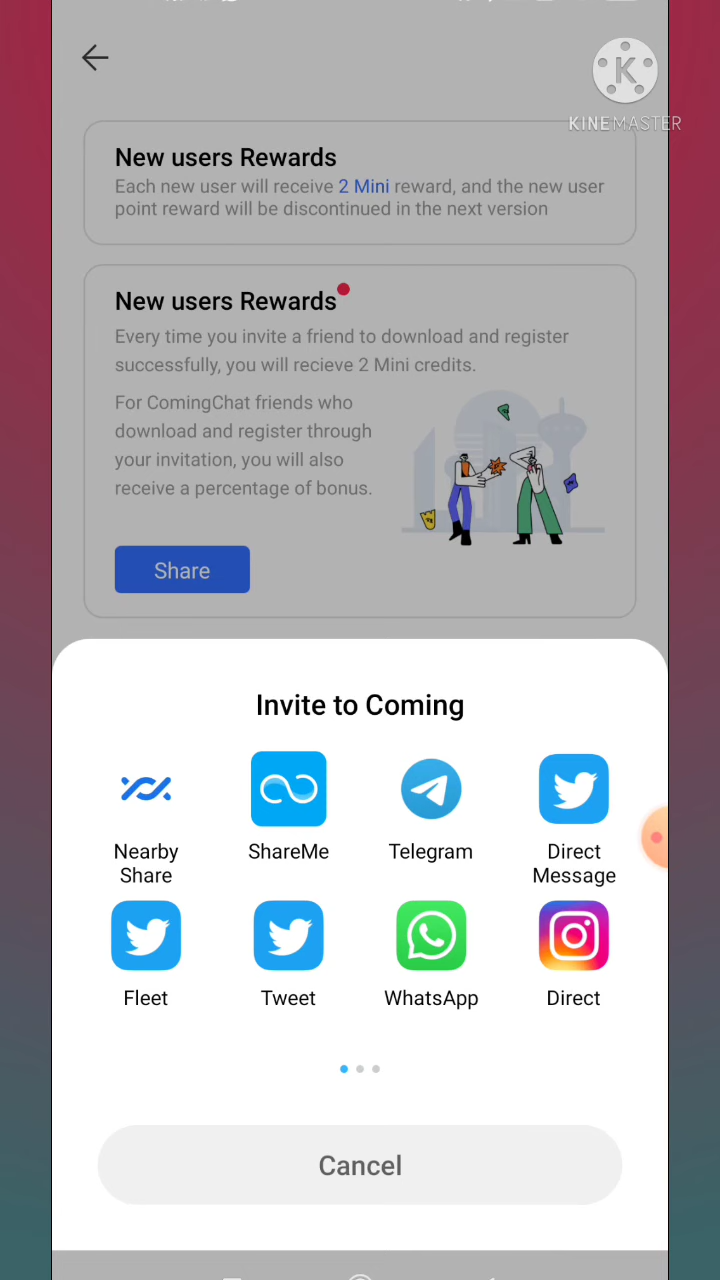 K
KINEMASTER
New users Rewards
Each new user will receive 2 Mini reward, and the new user
point reward will be discontinued in the next version
New users Rewards
Every time you invite a friend to download and register
successfully, you will recieve 2 Mini credits.
For ComingChat friends who
download and register through
your invitation, you will also
receive a percentage of bonus.
Share
Invite to Coming
Nearby
Share
ShareMe
Telegram
Direct
Message
Fleet
Tweet
WhatsApp
Direct
Cancel